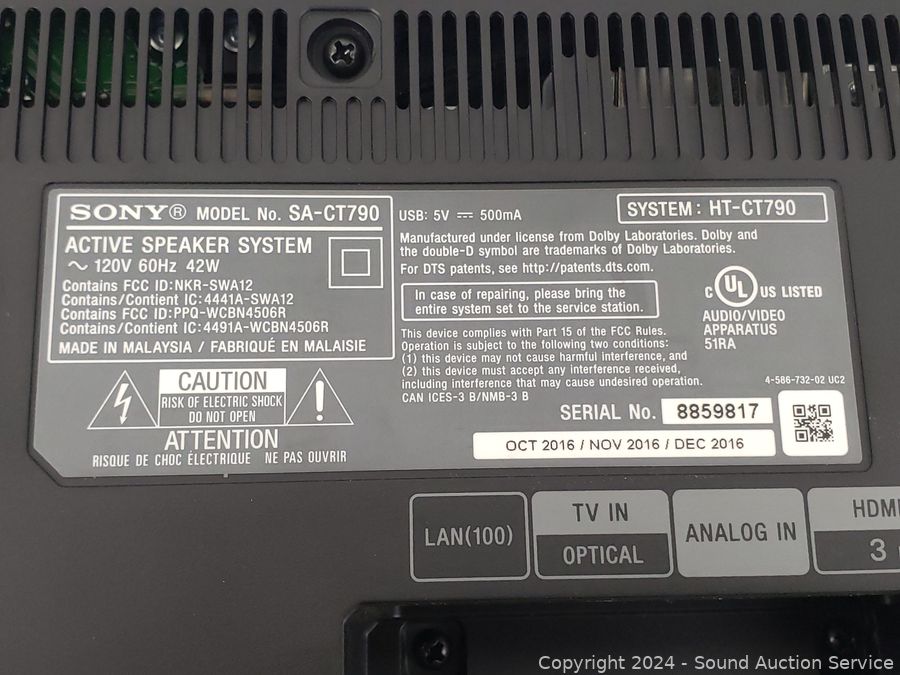 SONY® MODEL No. SA-CT790
ACTIVE SPEAKER SYSTEM
～ 120V 60Hz 42W
Contains FCC ID:NKR-SWA12
Contains/Contient IC:4441A-SWA12
Contains FCC ID:PPQ-WCBN4506R
Contains/Contient IC:4491A-WCBN4506R
MADE IN MALAYSIA / FABRIQUÉ EN MALAISIE
CAUTION
RISK OF ELECTRIC SHOCK
DO NOT OPEN
ATTENTION
RISQUE DE CHOC ÉLECTRIQUE NE PAS OUVRIR
USB: 5V ⎓ 500mA
SYSTEM : HT-CT790
Manufactured under license from Dolby Laboratories. Dolby and
the double-D symbol are trademarks of Dolby Laboratories.
For DTS patents, see http://patents.dts.com.
In case of repairing, please bring the
entire system set to the service station.
C UL US LISTED
AUDIO/VIDEO
APPARATUS
51RA
This device complies with Part 15 of the FCC Rules.
Operation is subject to the following two conditions:
(1) this device may not cause harmful interference, and
(2) this device must accept any interference received,
including interference that may cause undesired operation.
CAN ICES-3 B/NMB-3 B
4-586-732-02 UC2
SERIAL No. 8859817
OCT 2016 / NOV 2016 / DEC 2016
LAN(100)
TV IN
OPTICAL
ANALOG IN
HDMI
3
Copyright 2024 - Sound Auction Service